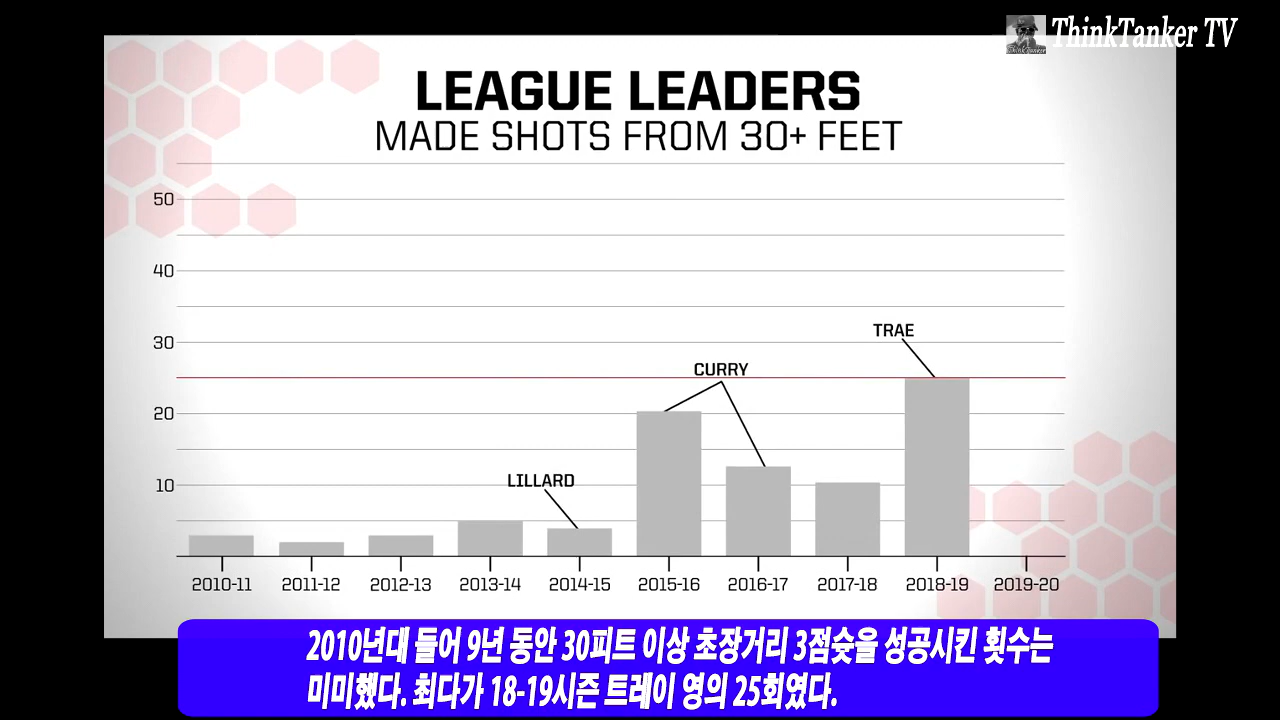 ThinkTanker TV
LEAGUE LEADERS
MADE SHOTS FROM 30+ FEET
50
40
30
20
10
TRAE
CURRY
LILLARD
2010-11 2011-12 2012-13 2013-14 2014-15 2015-16 2016-17 2017-18 2018-19 2019-20
2010년대 들어 9년 동안 30피트 이상 초장거리 3점슛을 성공시킨 횟수는
미미했다. 최다가 18-19시즌 트레이 영의 25회였다.